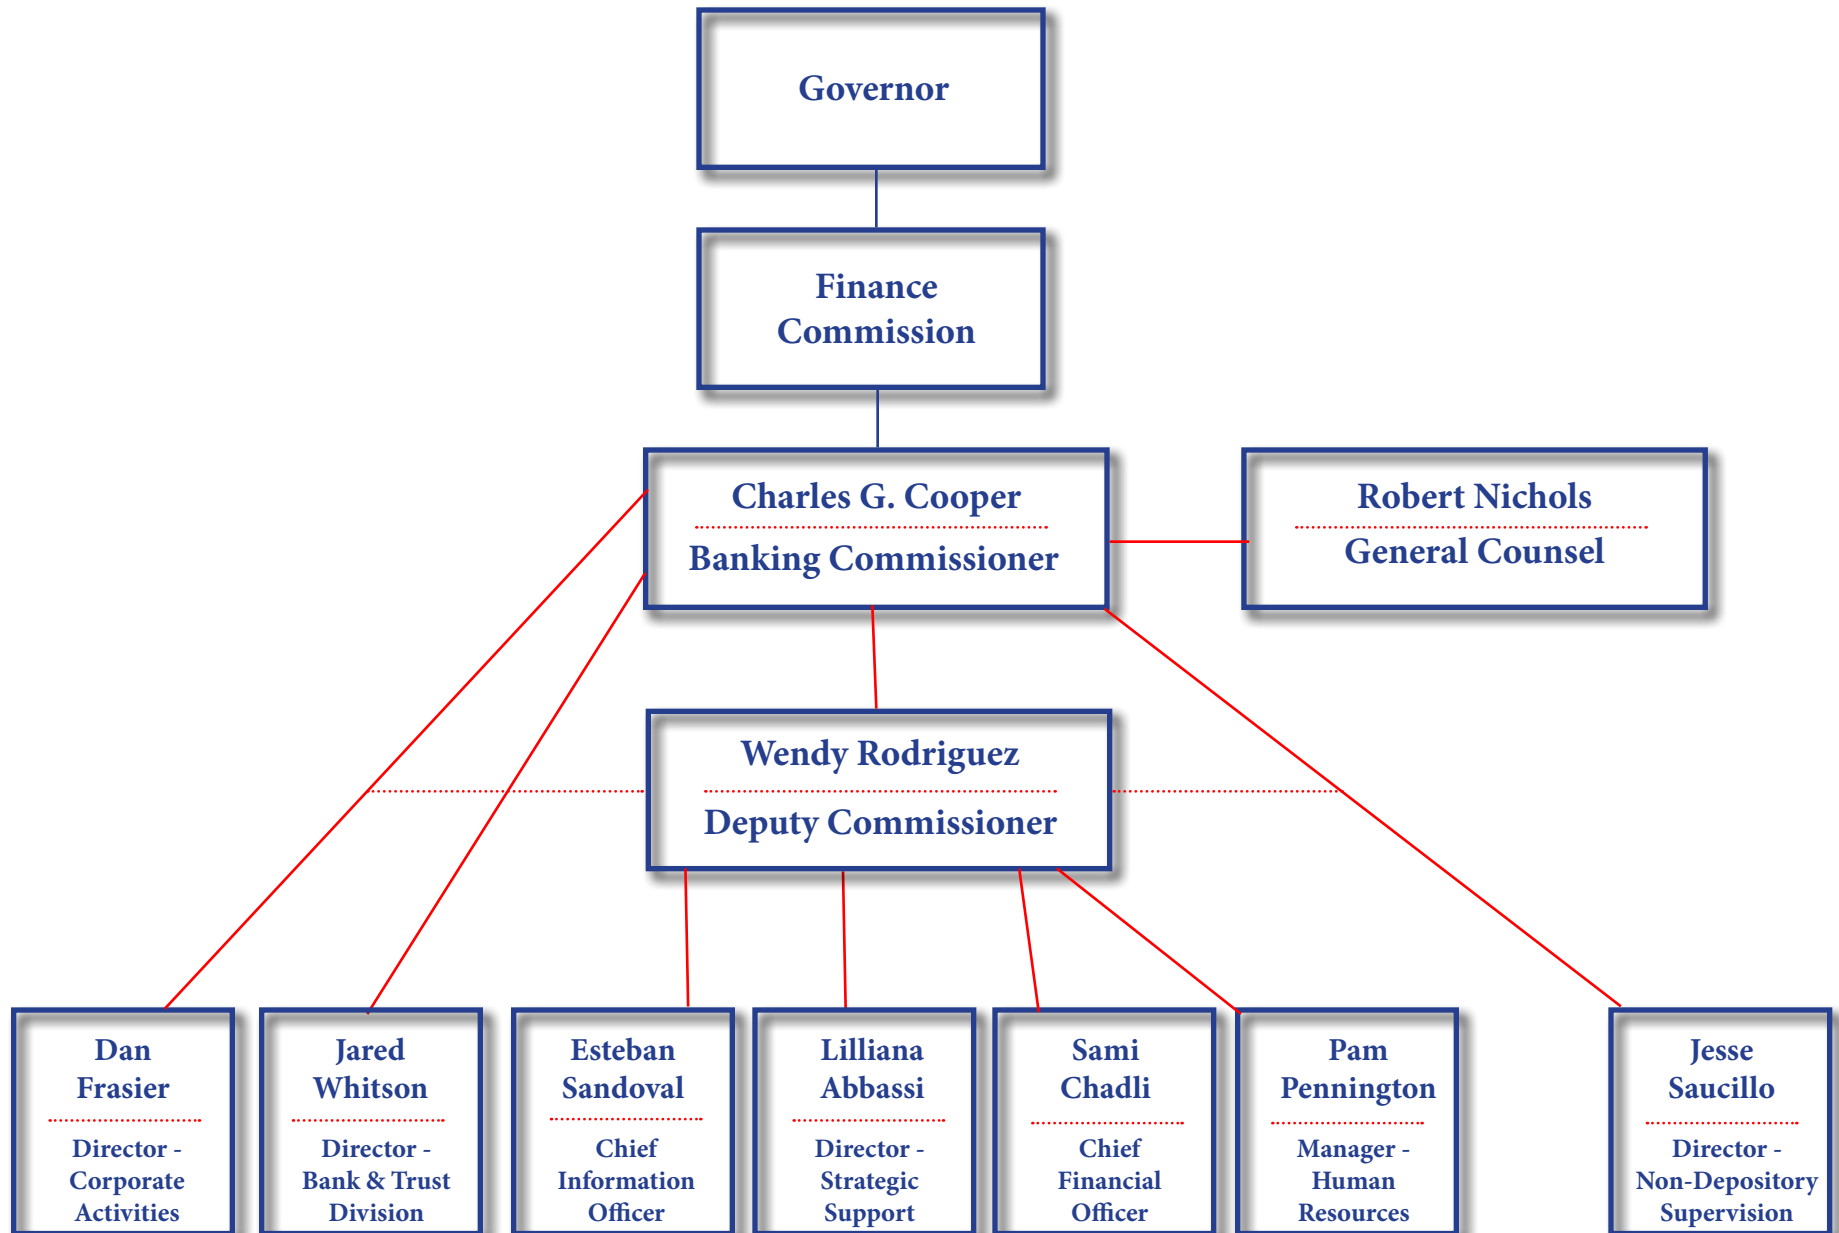 Governor
Finance
Commission
Charles G. Cooper
Banking Commissioner
Robert Nichols
General Counsel
Wendy Rodriguez
Deputy Commissioner
Dan
Frasier
Director -
Corporate
Activities
Jared
Whitson
Director -
Bank & Trust
Division
Esteban
Sandoval
Chief
Information
Officer
Lilliana
Abbassi
Director -
Strategic
Support
Sami
Chadli
Chief
Financial
Officer
Pam
Pennington
Manager -
Human
Resources
Jesse
Saucillo
Director -
Non-Depository
Supervision